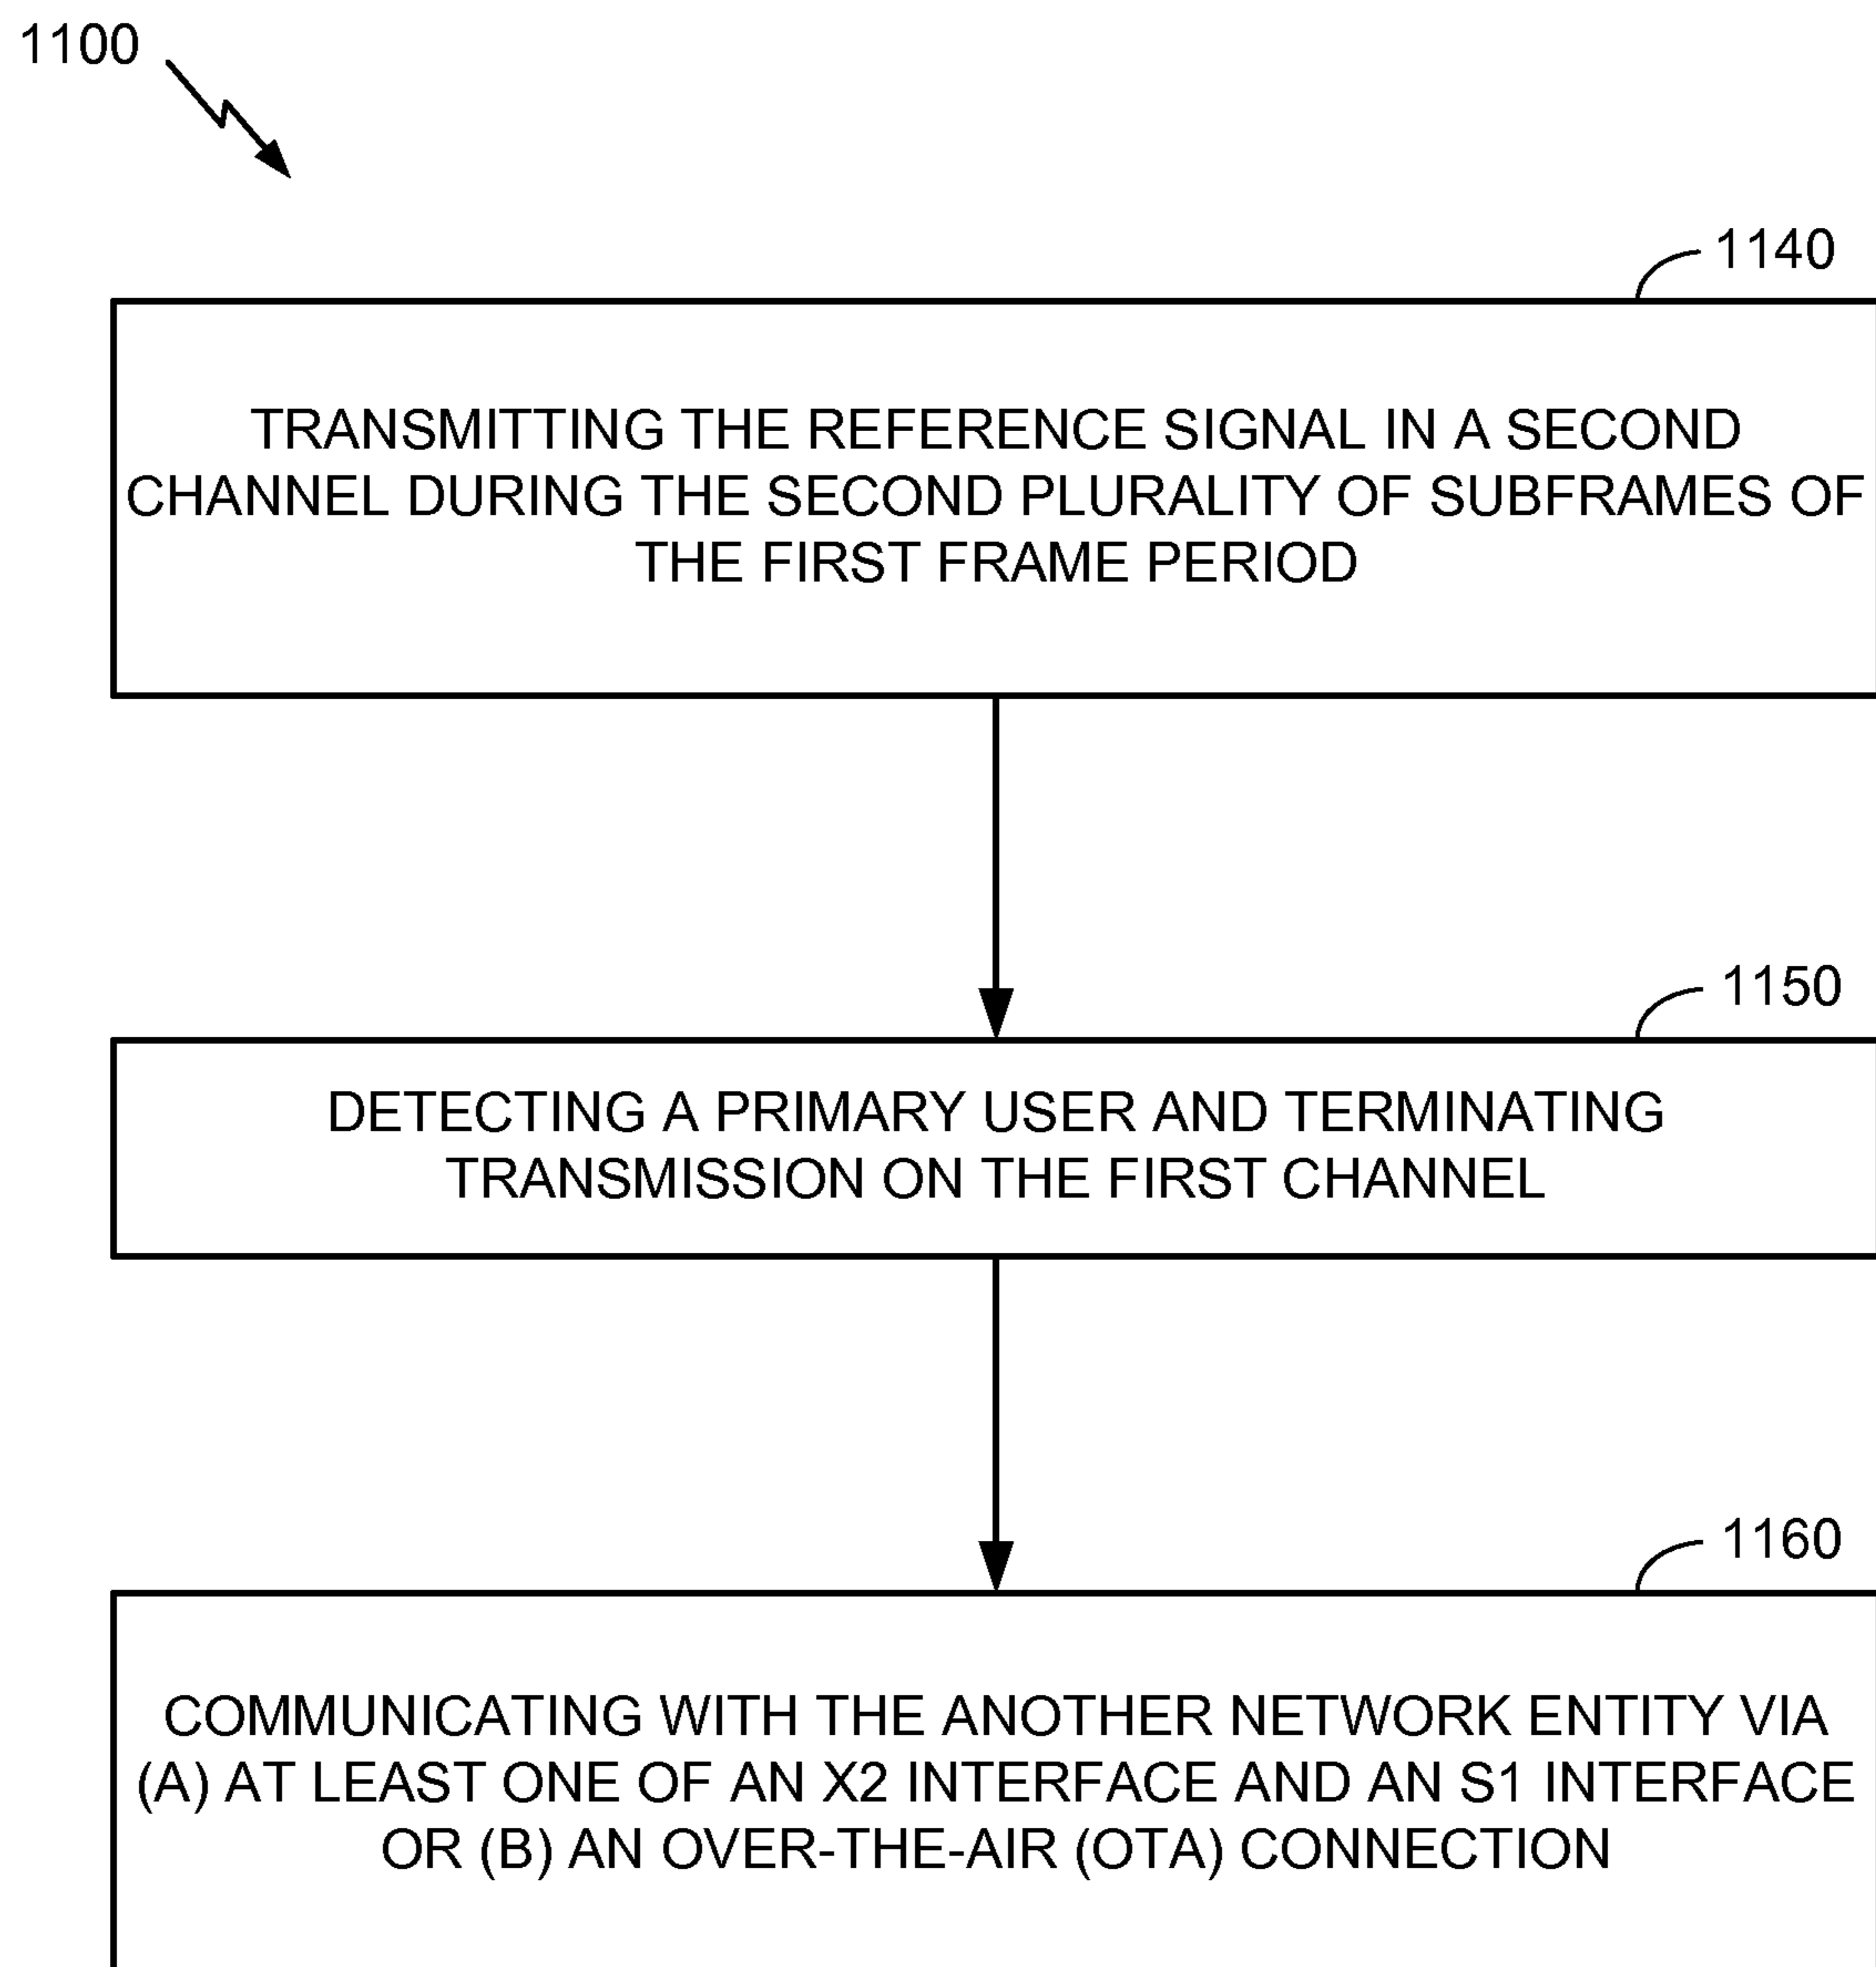 1100
1140
TRANSMITTING THE REFERENCE SIGNAL IN A SECOND
CHANNEL DURING THE SECOND PLURALITY OF SUBFRAMES OF
THE FIRST FRAME PERIOD
1150
DETECTING A PRIMARY USER AND TERMINATING
TRANSMISSION ON THE FIRST CHANNEL
1160
COMMUNICATING WITH THE ANOTHER NETWORK ENTITY VIA
(A) AT LEAST ONE OF AN X2 INTERFACE AND AN S1 INTERFACE
OR (B) AN OVER-THE-AIR (OTA) CONNECTION